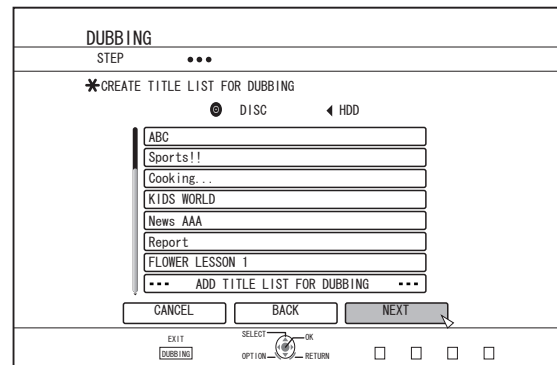 DUBBING
STEP •••
*CREATE TITLE LIST FOR DUBBING
DISC HDD
ABC
Sports!!
Cooking...
KIDS WORLD
News AAA
Report
FLOWER LESSON 1
--- ADD TITLE LIST FOR DUBBING ---
CANCEL BACK NEXT
EXIT SELECT OK
DUBBING OPTION RETURN